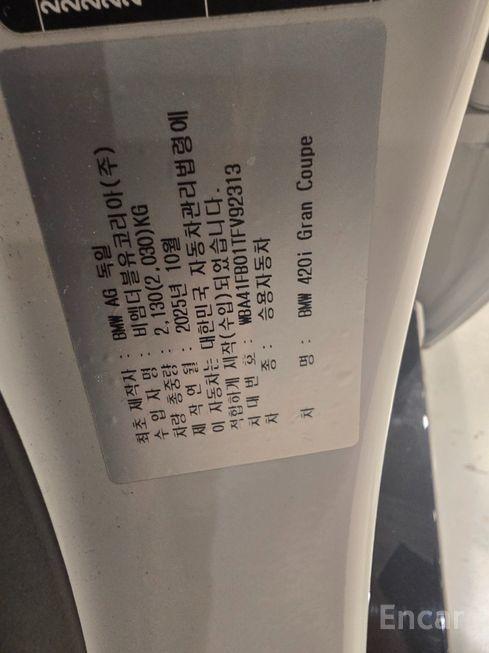 최초 제작자 : BMW AG 독일
수 입 자 명 : 비엠더블유코리아(주)
차량 총중량 : 2,130(2,030)KG
제 작 연 월 : 2025년 10월
이 자동차는 대한민국 자동차관리법령에
적합하게 제작(수입)되었습니다.
차 대 번 호 : WBA41FB01TFV92313
차 종 : 승용자동차
차 명 : BMW 420i Gran Coupe
Encar